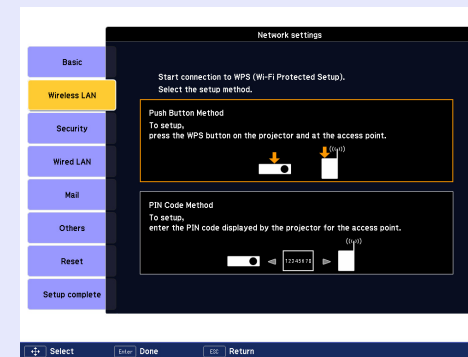 Network settings
Basic
Wireless LAN
Security
Wired LAN
Mail
Others
Reset
Setup complete
Start connection to WPS (Wi-Fi Protected Setup).
Select the setup method.
Push Button Method
To setup,
press the WPS button on the projector and at the access point.
PIN Code Method
To setup,
enter the PIN code displayed by the projector for the access point.
12345678
Select Enter Done ESC Return